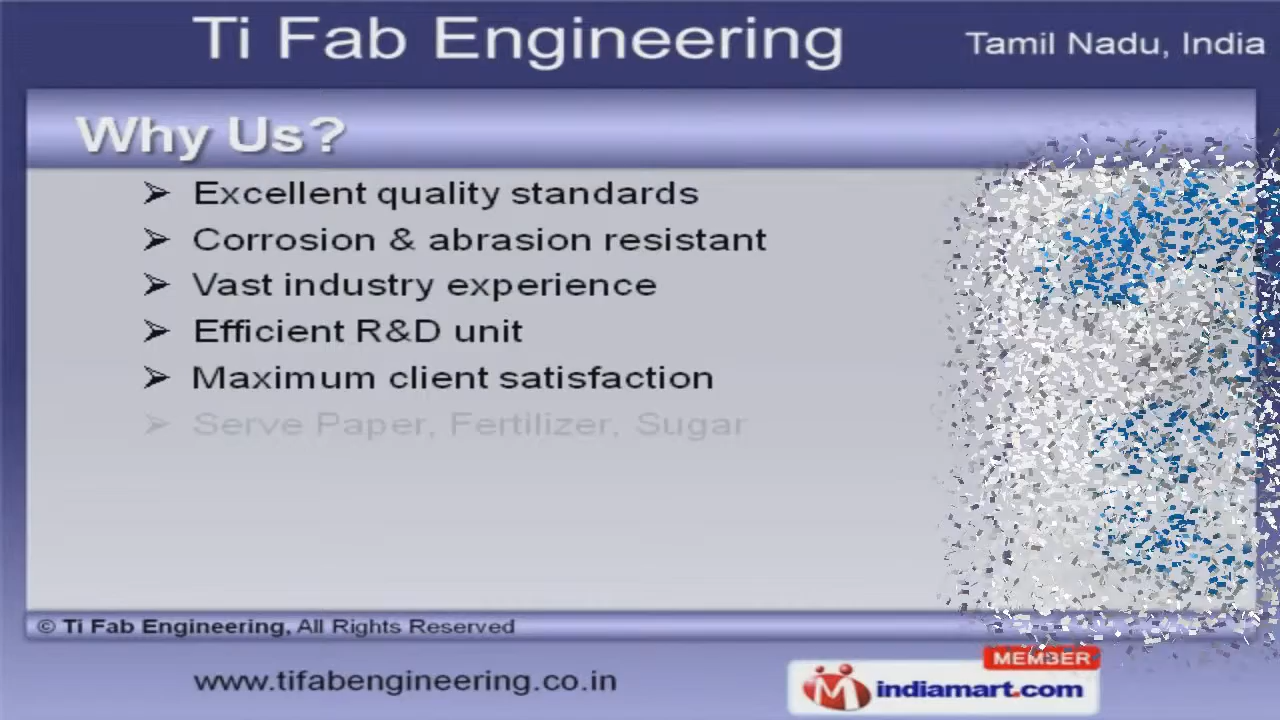 Ti Fab Engineering
Tamil Nadu, India
Why Us?
➢ Excellent quality standards
➢ Corrosion & abrasion resistant
➢ Vast industry experience
➢ Efficient R&D unit
➢ Maximum client satisfaction
➢ Serve Paper, Fertilizer, Sugar
© Ti Fab Engineering, All Rights Reserved
www.tifabengineering.co.in
MEMBER
indiamart.com